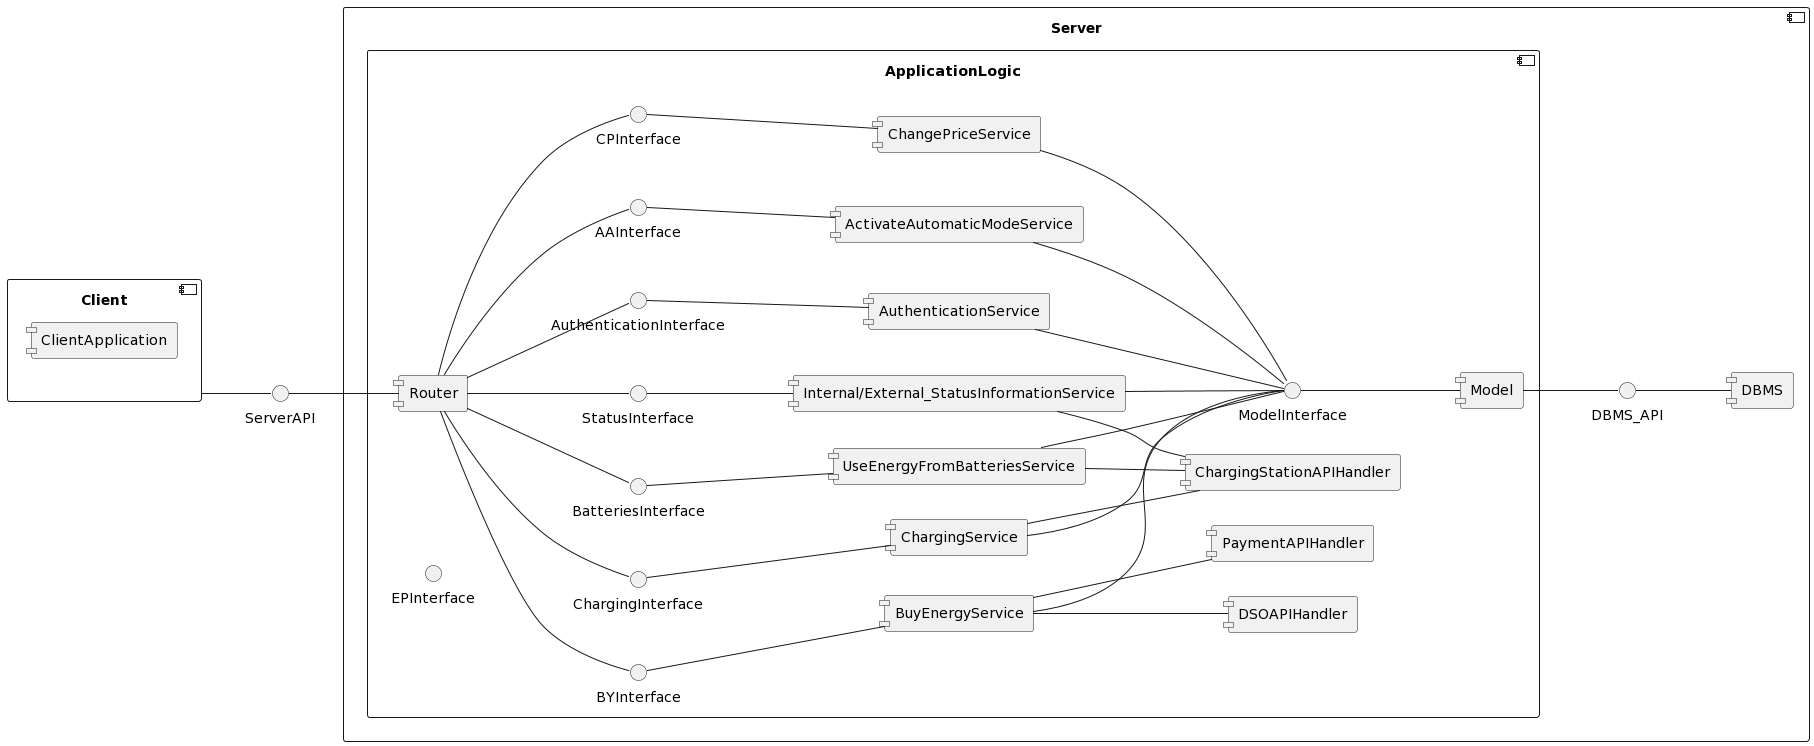 Server
ApplicationLogic
CPInterface
ChangePriceService
AAInterface
ActivateAutomaticModeService
Client
ClientApplication
AuthenticationInterface
AuthenticationService
ServerAPI
Router
StatusInterface
Internal/External_StatusInformationService
ModelInterface
Model
DBMS_API
DBMS
BatteriesInterface
UseEnergyFromBatteriesService
ChargingStationAPIHandler
ChargingService
PaymentAPIHandler
EPInterface
ChargingInterface
BuyEnergyService
DSOAPIHandler
BYInterface